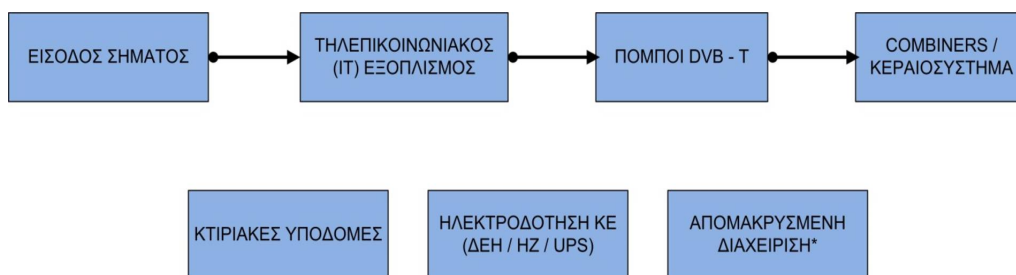 ΕΙΣΟΔΟΣ ΣΗΜΑΤΟΣ
ΤΗΛΕΠΙΚΟΙΝΩΝΙΑΚΟΣ
(IT) ΕΞΟΠΛΙΣΜΟΣ
ΠΟΜΠΟΙ DVB - T
COMBINERS /
ΚΕΡΑΙΟΣΥΣΤΗΜΑ
ΚΤΙΡΙΑΚΕΣ ΥΠΟΔΟΜΕΣ
ΗΛΕΚΤΡΟΔΟΤΗΣΗ ΚΕ
(ΔΕΗ / ΗΖ / UPS)
ΑΠΟΜΑΚΡΥΣΜΕΝΗ
ΔΙΑΧΕΙΡΙΣΗ*